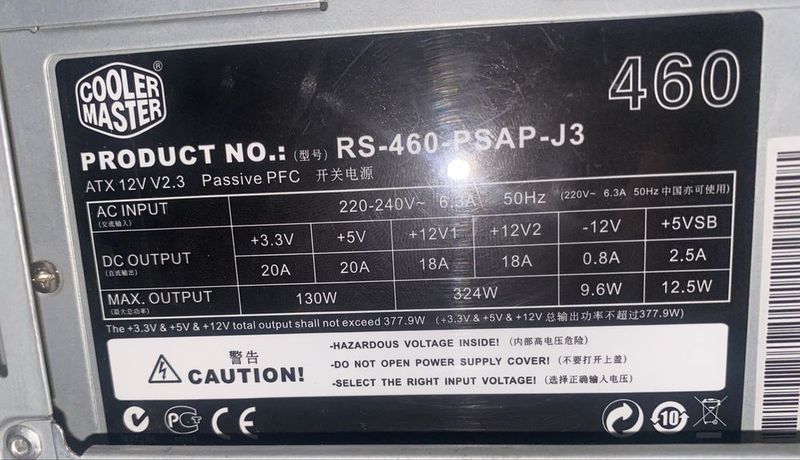 COOLER MASTER ®
460
PRODUCT NO.: (型号) RS-460-PSAP-J3
ATX 12V V2.3 Passive PFC 开关电源
AC INPUT (交流输入) 220-240V~ 6.3A 50Hz (220V~ 6.3A 50Hz 中国亦可使用)
DC OUTPUT (直流输出) +3.3V +5V +12V1 +12V2 -12V +5VSB
20A 20A 18A 18A 0.8A 2.5A
MAX. OUTPUT (最大总功率) 130W 324W 9.6W 12.5W
The +3.3V & +5V & +12V total output shall not exceed 377.9W (+3.3V & +5V & +12V 总输出功率不超过377.9W)
警告
CAUTION!
-HAZARDOUS VOLTAGE INSIDE! (内部高电压危险)
-DO NOT OPEN POWER SUPPLY COVER! (不要打开上盖)
-SELECT THE RIGHT INPUT VOLTAGE! (选择正确输入电压)
CE
10